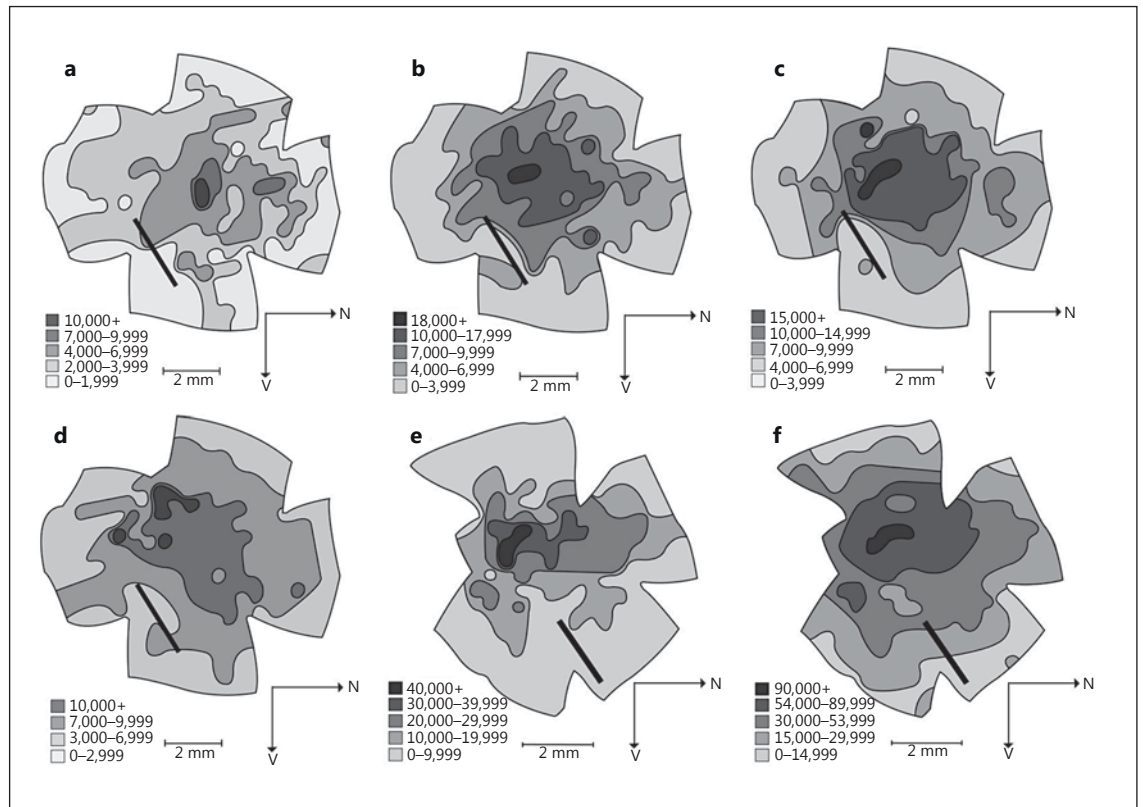 a
N
V
10,000+
7,000–9,999
4,000–6,999
2,000–3,999
0–1,999
2 mm
b
N
V
18,000+
10,000–17,999
7,000–9,999
4,000–6,999
0–3,999
2 mm
c
N
V
15,000+
10,000–14,999
7,000–9,999
4,000–6,999
0–3,999
2 mm
d
N
V
10,000+
7,000–9,999
3,000–6,999
0–2,999
2 mm
e
N
V
40,000+
30,000–39,999
20,000–29,999
10,000–19,999
0–9,999
2 mm
f
N
V
90,000+
54,000–89,999
30,000–53,999
15,000–29,999
0–14,999
2 mm